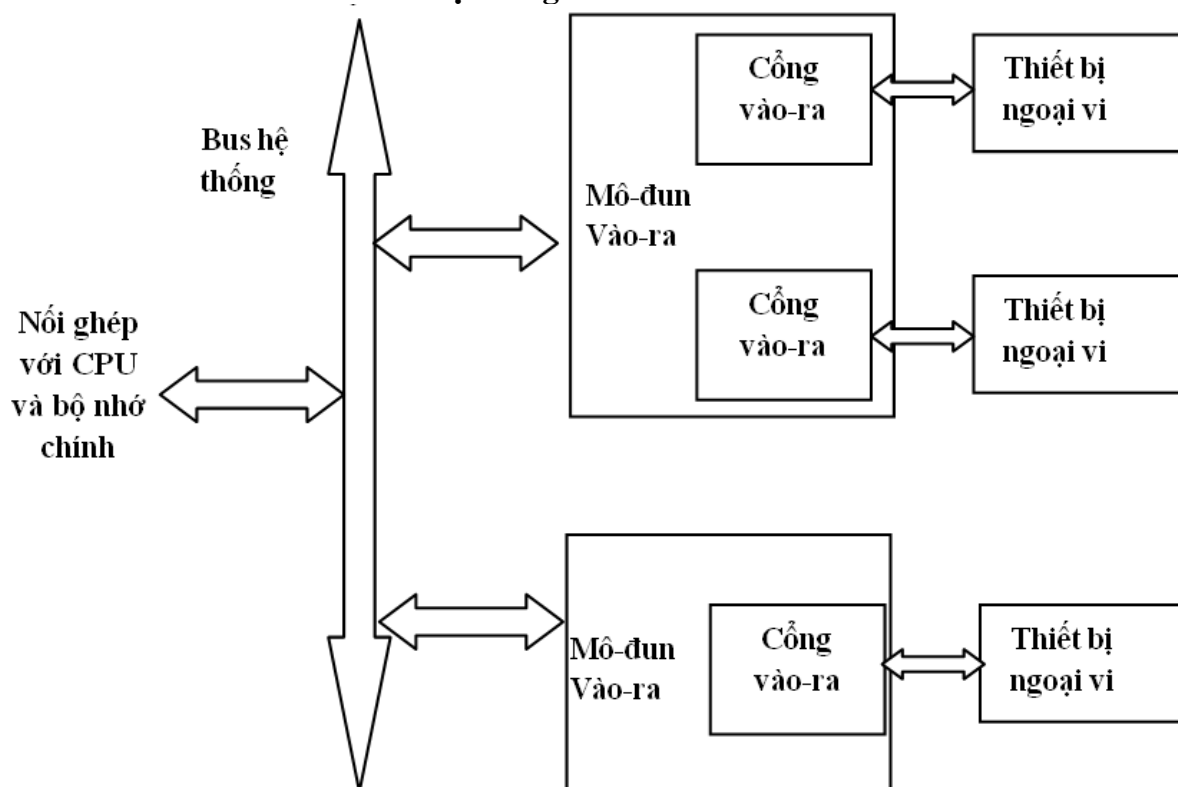 Cổng
vào-ra
Thiết bị
ngoại vi
Bus hệ
thống
Mô-đun
Vào-ra
Cổng
vào-ra
Thiết bị
ngoại vi
Nối ghép
với CPU
và bộ nhớ
chính
Mô-đun
Vào-ra
Cổng
vào-ra
Thiết bị
ngoại vi